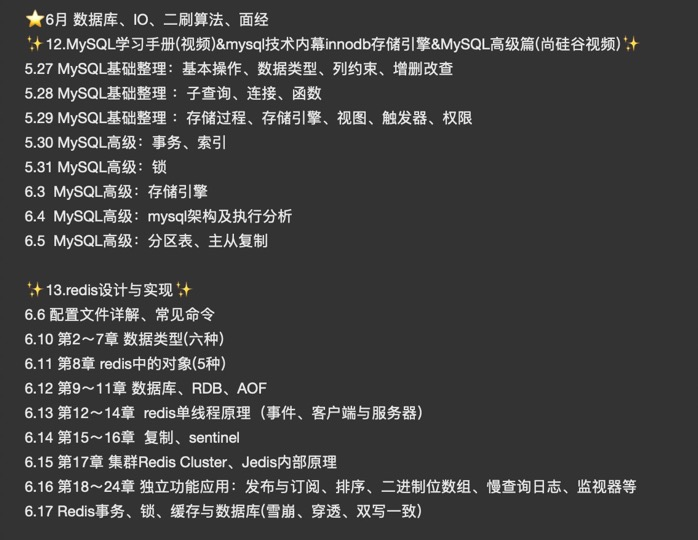 ⭐6月 数据库、IO、二刷算法、面经
✨12.MySQL学习手册(视频)&mysql技术内幕innodb存储引擎&MySQL高级篇(尚硅谷视频)✨
5.27 MySQL基础整理：基本操作、数据类型、列约束、增删改查
5.28 MySQL基础整理 ：子查询、连接、函数
5.29 MySQL基础整理 ：存储过程、存储引擎、视图、触发器、权限
5.30 MySQL高级：事务、索引
5.31 MySQL高级：锁
6.3  MySQL高级：存储引擎
6.4  MySQL高级：mysql架构及执行分析
6.5  MySQL高级：分区表、主从复制
✨13.redis设计与实现✨
6.6 配置文件详解、常见命令
6.10 第2～7章 数据类型(六种)
6.11 第8章 redis中的对象(5种)
6.12 第9～11章 数据库、RDB、AOF
6.13 第12～14章  redis单线程原理（事件、客户端与服务器）
6.14 第15～16章  复制、sentinel
6.15 第17章 集群Redis Cluster、Jedis内部原理
6.16 第18～24章 独立功能应用：发布与订阅、排序、二进制位数组、慢查询日志、监视器等
6.17 Redis事务、锁、缓存与数据库(雪崩、穿透、双写一致)